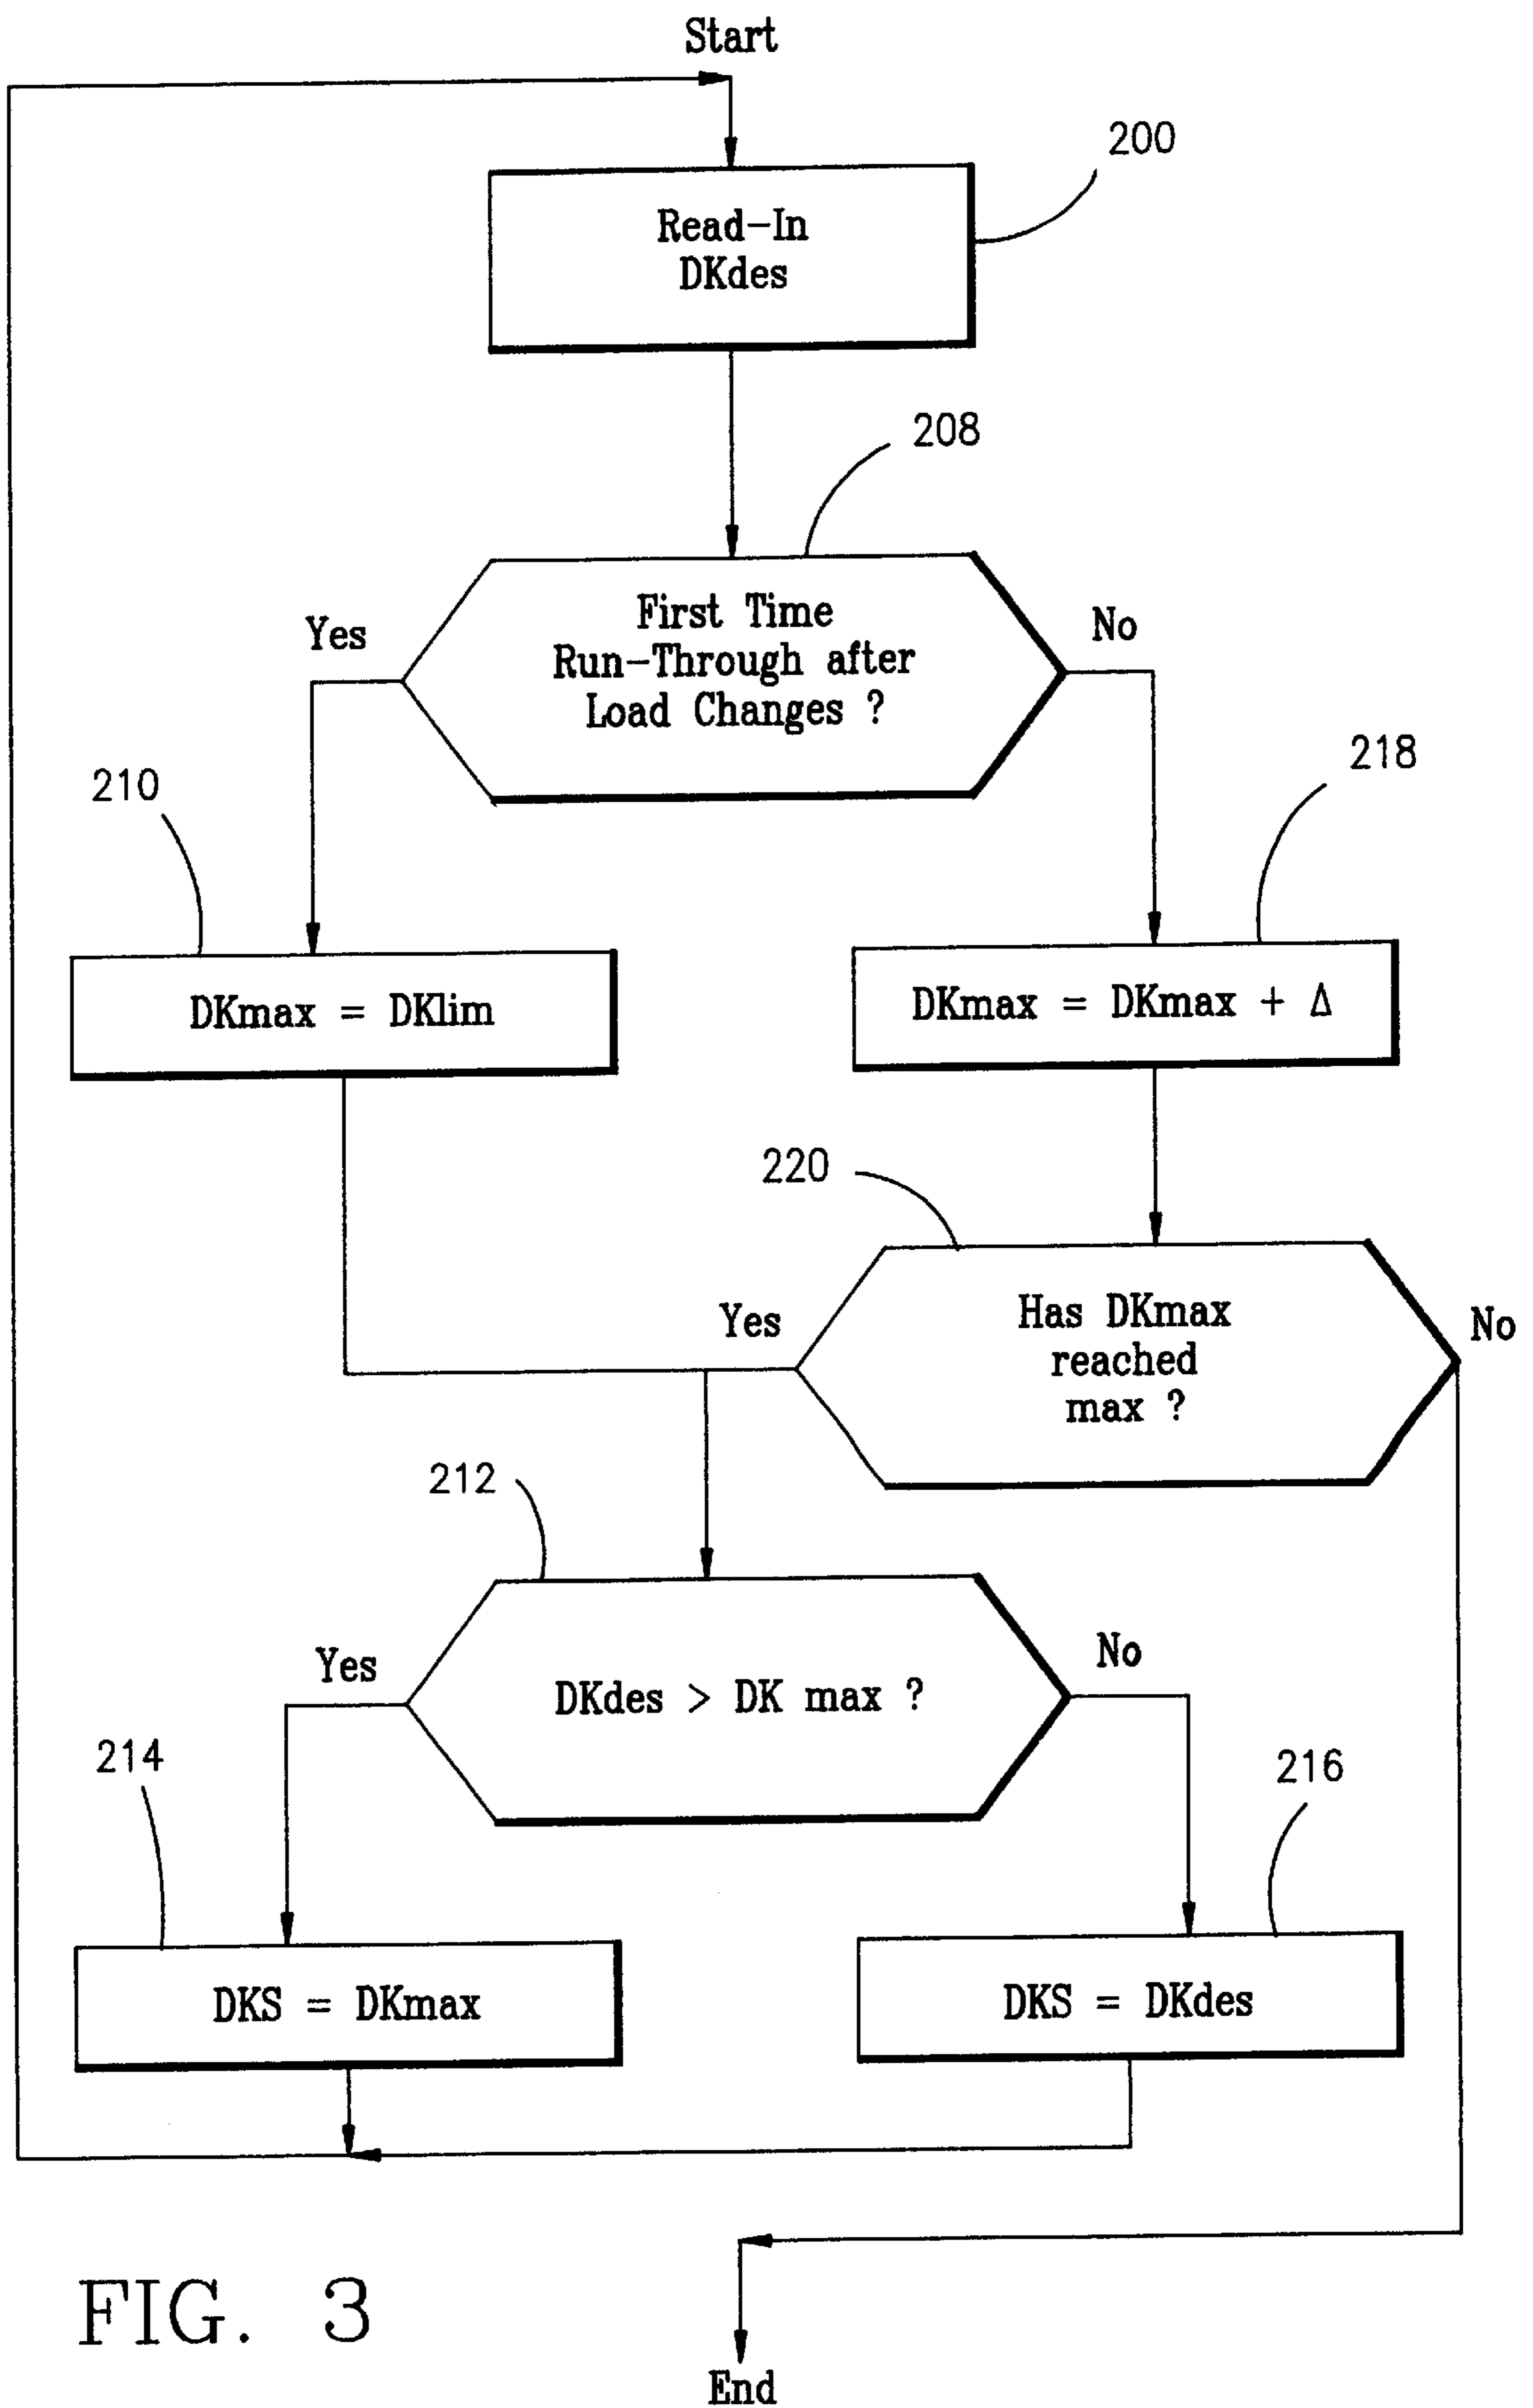 Start
200
Read-In
DKdes
208
Yes
First Time
Run-Through after
Load Changes ?
No
210
218
DKmax = DKlim
DKmax = DKmax + Δ
220
Yes
Has DKmax
reached
max ?
No
212
Yes
DKdes > DK max ?
No
214
216
DKS = DKmax
DKS = DKdes
FIG. 3
End